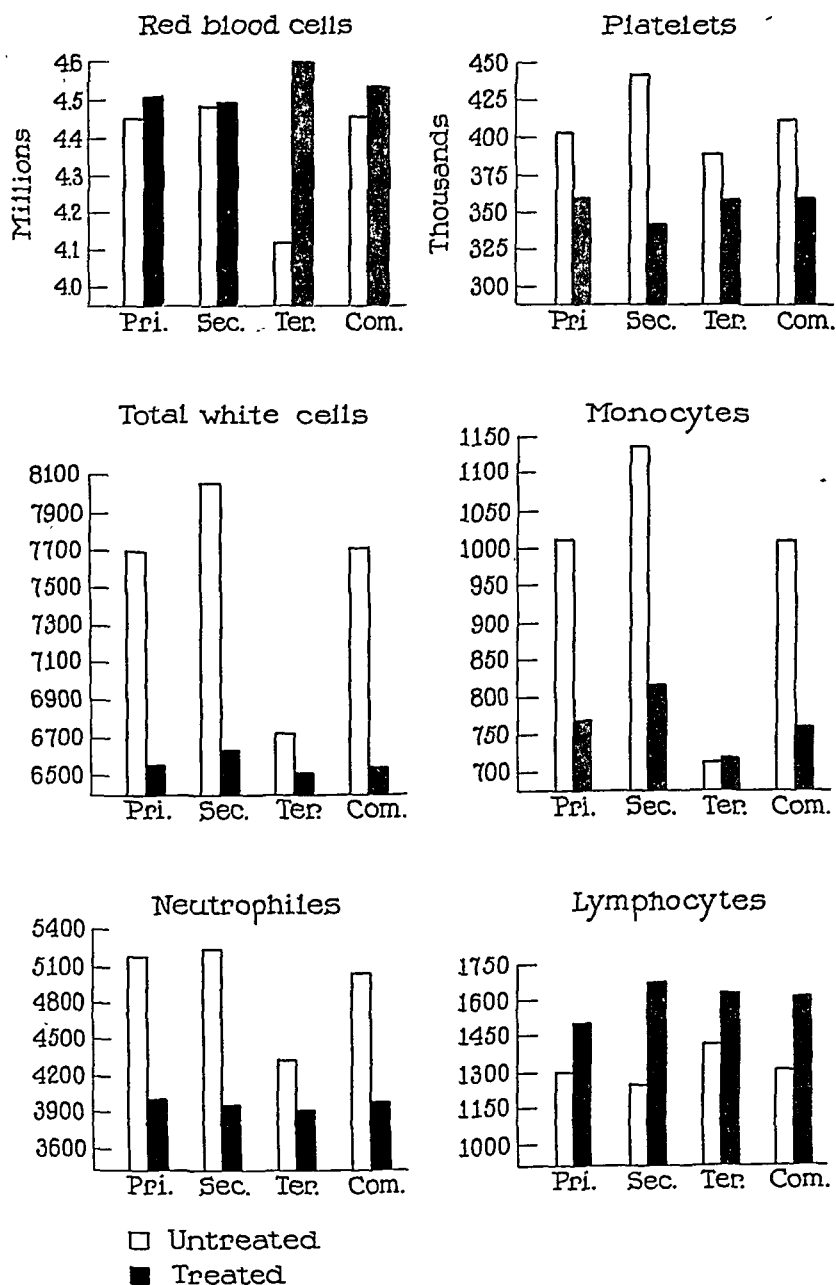 Red blood cells
Millions
46
4.5
4.4
4.3
4.2
4.1
4.0
Pri. Sec. Ter. Com.
Platelets
Thousands
450
425
400
375
350
325
300
Pri Sec. Ter. Com.
Total white cells
8100
7900
7700
7500
7300
7100
6900
6700
6500
Pri. Sec. Ter. Com.
Monocytes
1150
1100
1050
1000
950
900
850
800
750
700
Pri. Sec. Ter. Com.
Neutrophiles
5400
5100
4800
4500
4200
3900
3600
Pri. Sec. Ter. Com.
Lymphocytes
1750
1600
1450
1300
1150
1000
Pri. Sec. Ter. Com.
Untreated
Treated